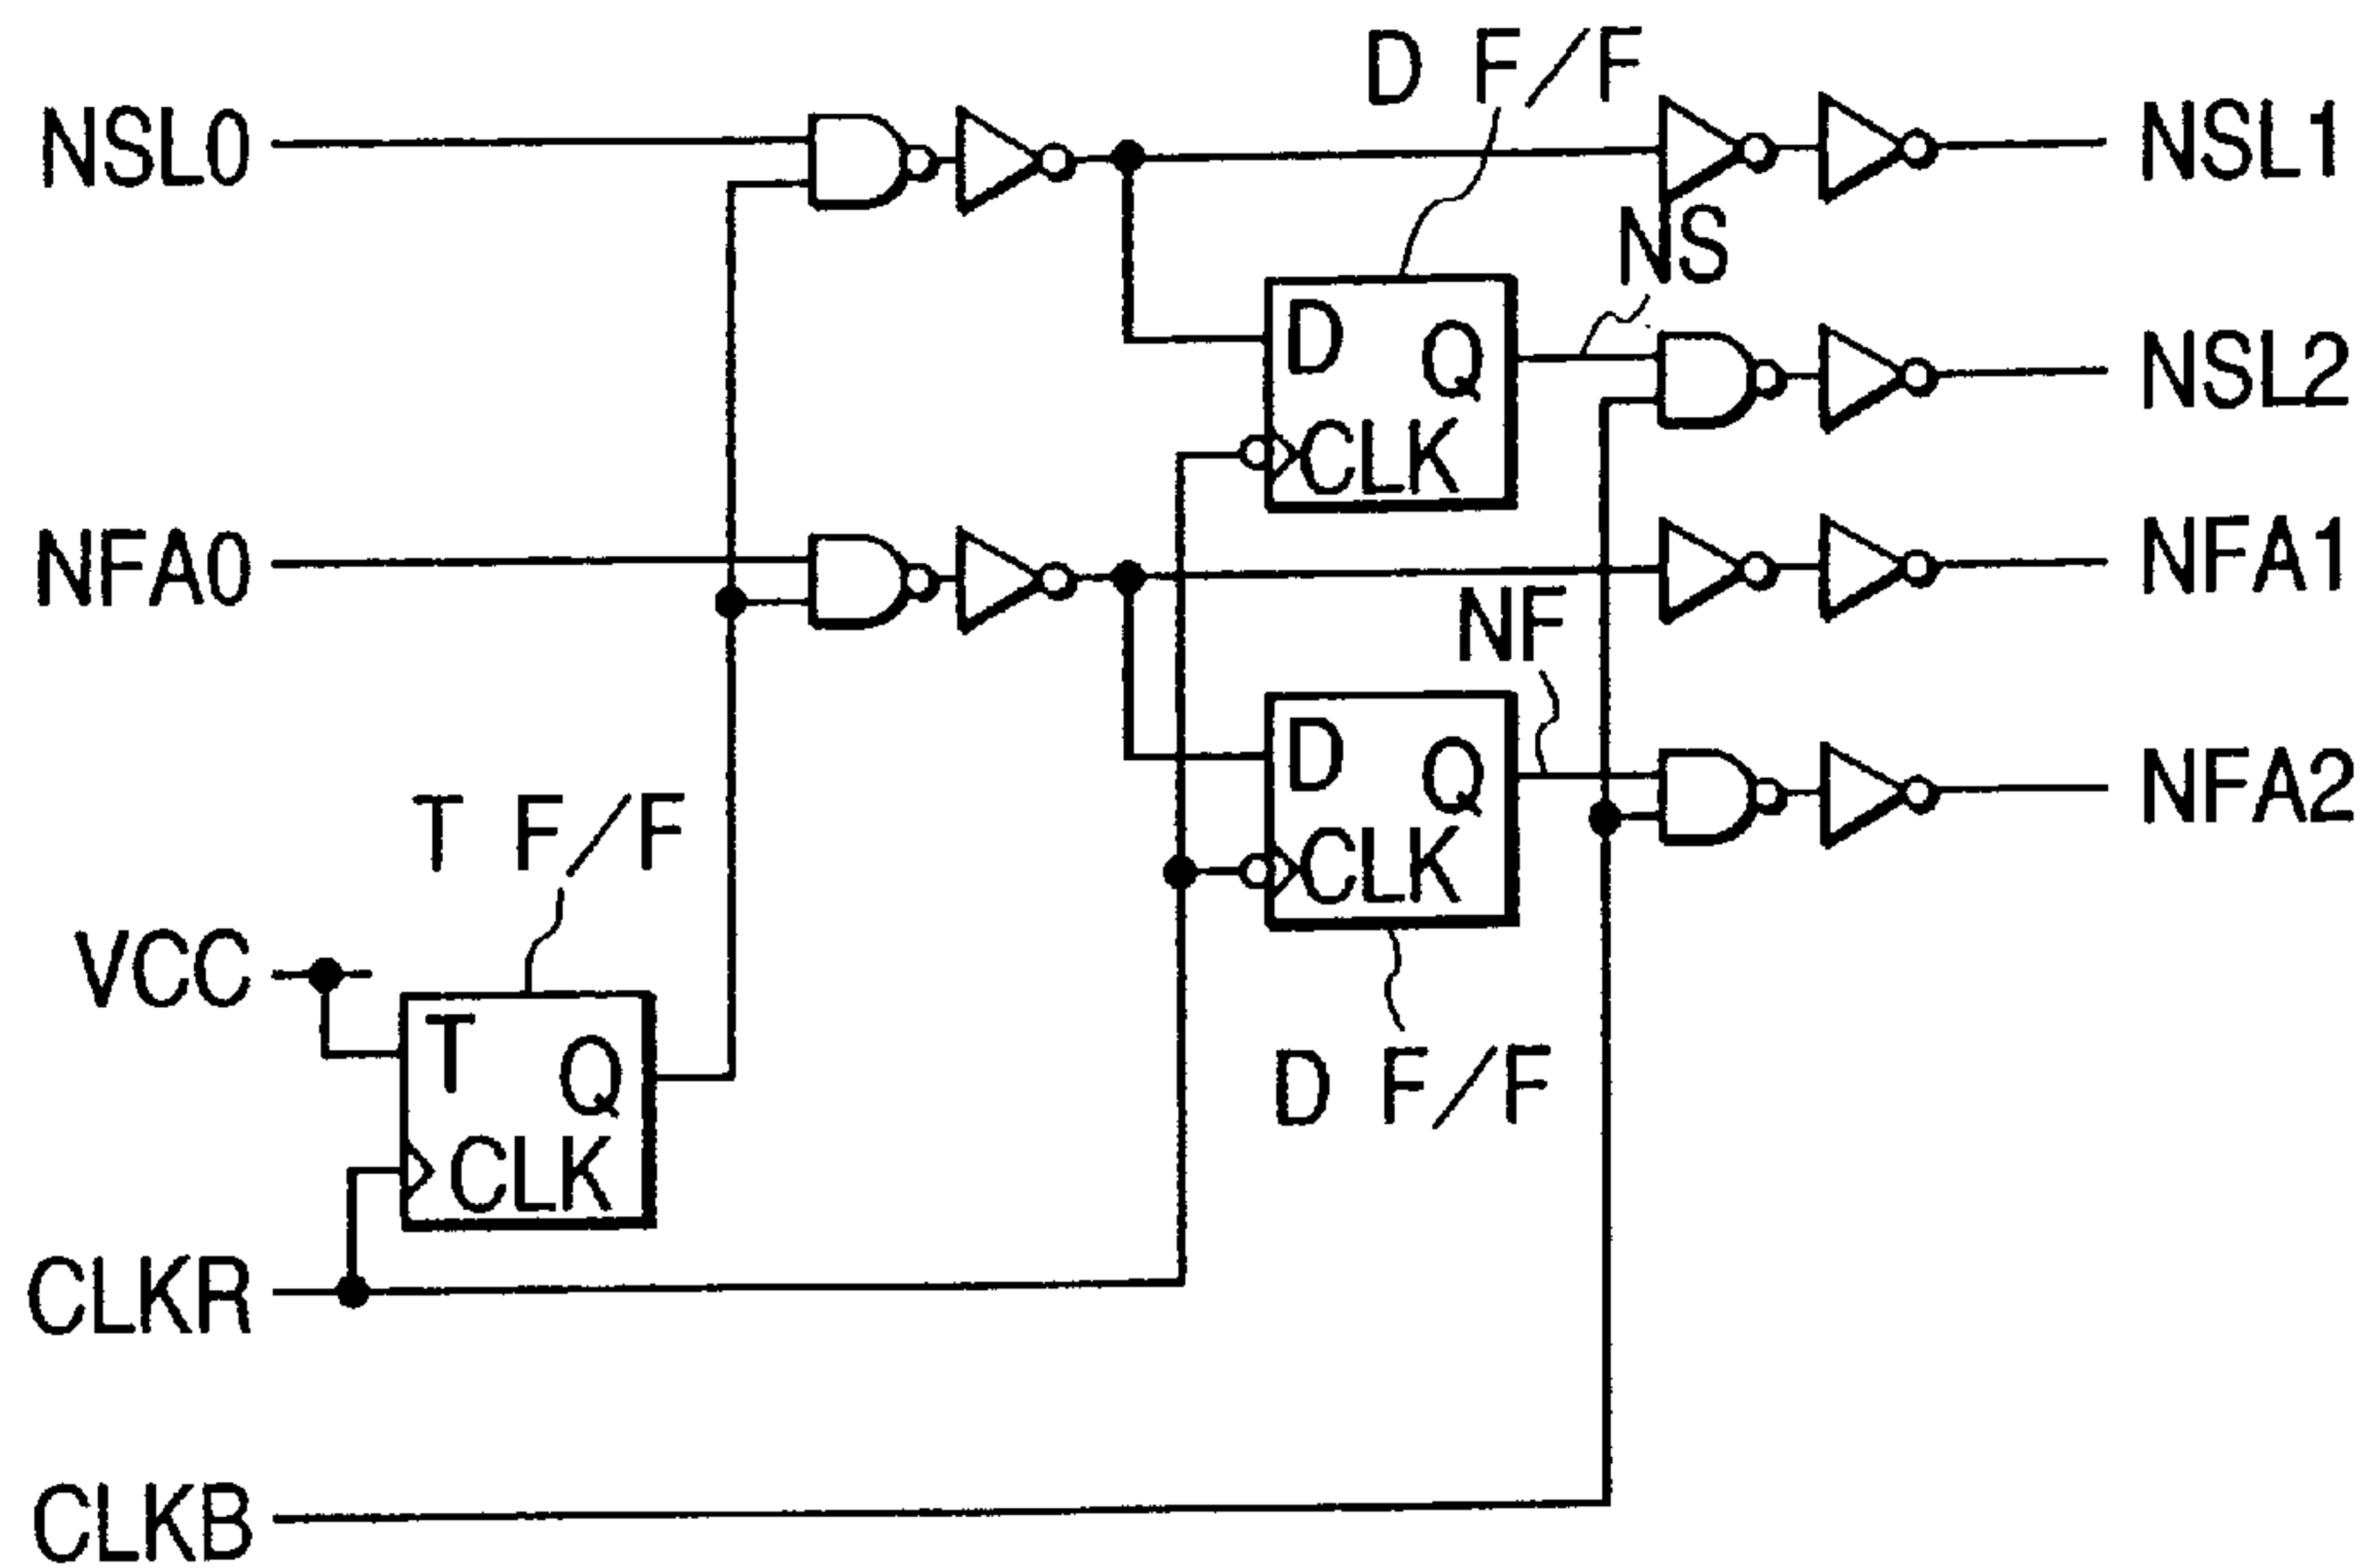 D F/F
NSL0
NSL1
NS
D Q
CLK
NSL2
NFA0
NFA1
NF
D Q
CLK
NFA2
T F/F
VCC
T Q
CLK
D F/F
CLKR
CLKB